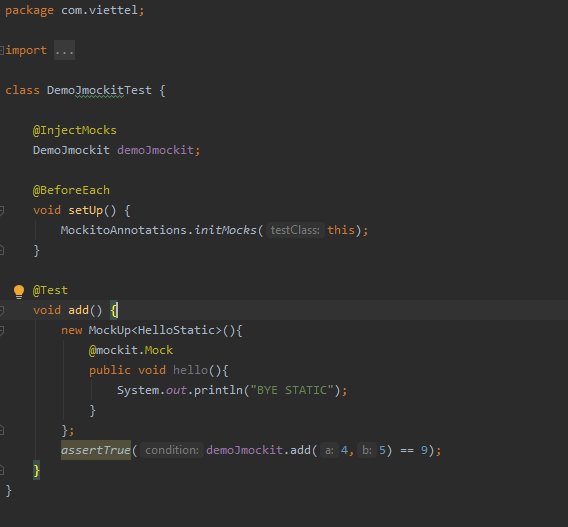 package com.viettel;
import ...
class DemoJmockitTest {
@InjectMocks
DemoJmockit demoJmockit;
@BeforeEach
void setUp() {
MockitoAnnotations.initMocks( testClass: this);
}
@Test
void add() {
new MockUp<HelloStatic>(){
@mockit.Mock
public void hello(){
System.out.println("BYE STATIC");
}
};
assertTrue( condition: demoJmockit.add( a: 4, b: 5) == 9);
}
}